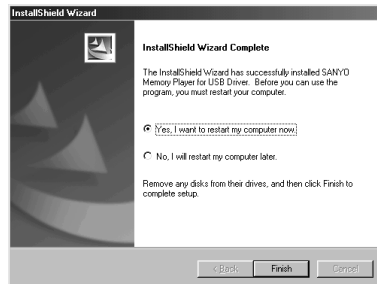 InstallShield Wizard
InstallShield Wizard Complete
The InstallShield Wizard has successfully installed SANYO
Memory Player for USB Driver. Before you can use the
program, you must restart your computer.
Yes, I want to restart my computer now.
No, I will restart my computer later.
Remove any disks from their drives, and then click Finish to
complete setup.
< Back
Finish
Cancel